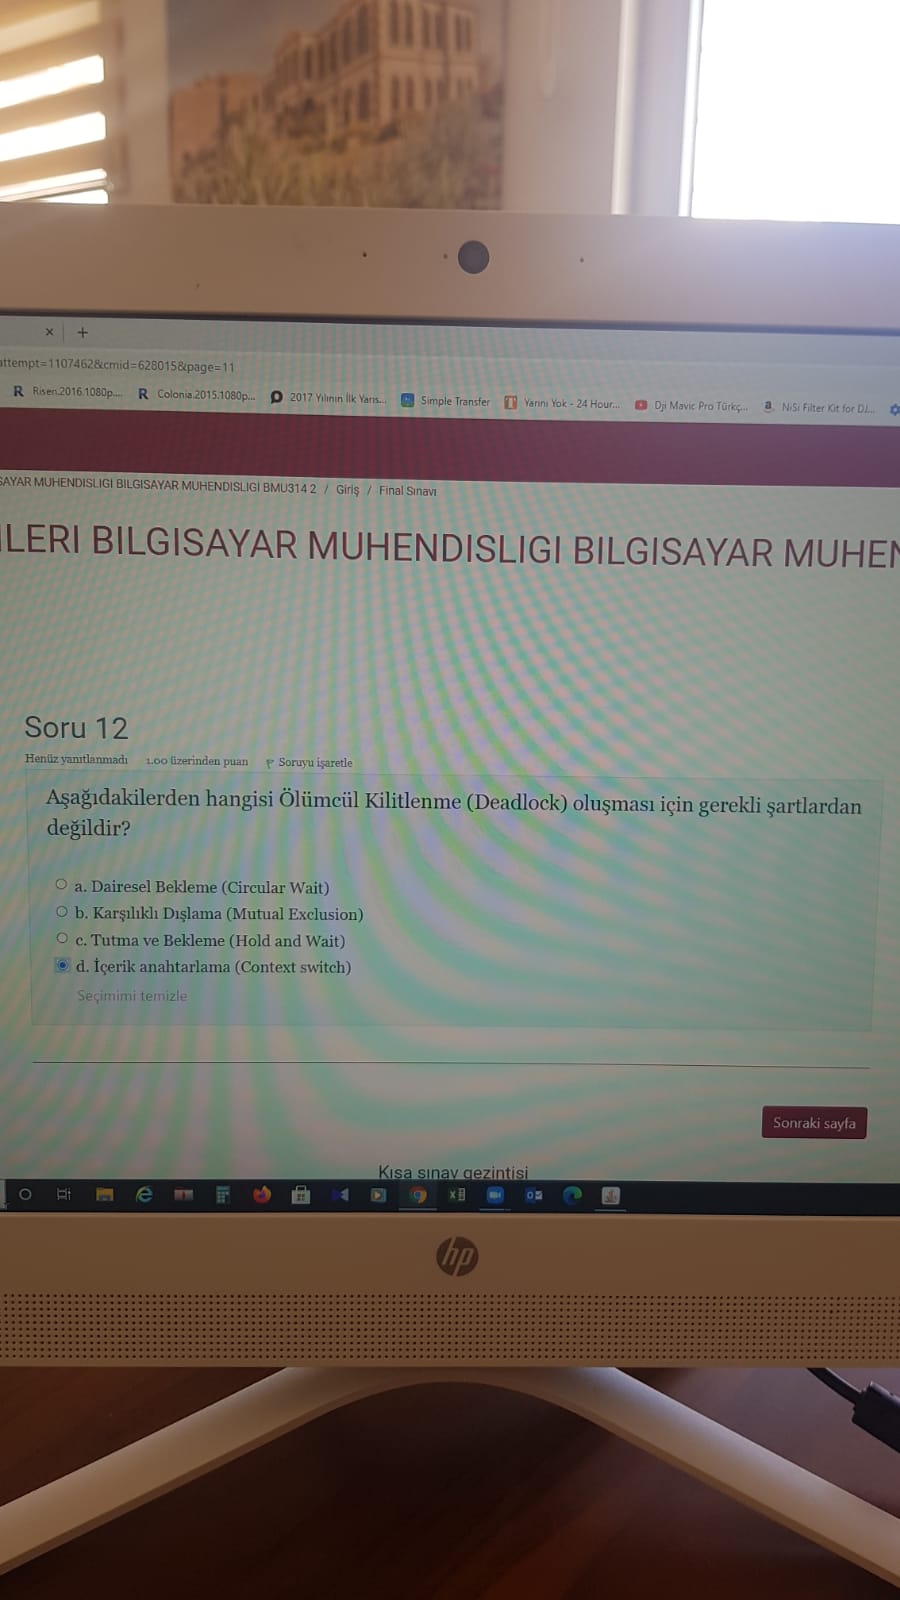 × +
attempt=1107462&cmid=628015&page=11
R Risen.2016.1080p.... R Colonia.2015.1080p... 2017 Yılının İlk Yarıs... Simple Transfer T Yarını Yok - 24 Hour... Dji Mavic Pro Türkç... a NiSi Filter Kit for DJ...
SAYAR MUHENDISLIGI BILGISAYAR MUHENDISLIGI BMU314 2 / Giriş / Final Sınavı
ILERI BILGISAYAR MUHENDISLIGI BILGISAYAR MUHEN
Soru 12
Henüz yanıtlanmadı 1.00 üzerinden puan Soruyu işaretle
Aşağıdakilerden hangisi Ölümcül Kilitlenme (Deadlock) oluşması için gerekli şartlardan
değildir?
a. Dairesel Bekleme (Circular Wait)
b. Karşılıklı Dışlama (Mutual Exclusion)
c. Tutma ve Bekleme (Hold and Wait)
d. İçerik anahtarlama (Context switch)
Seçimimi temizle
Sonraki sayfa
Kısa sınav gezintisi
hp